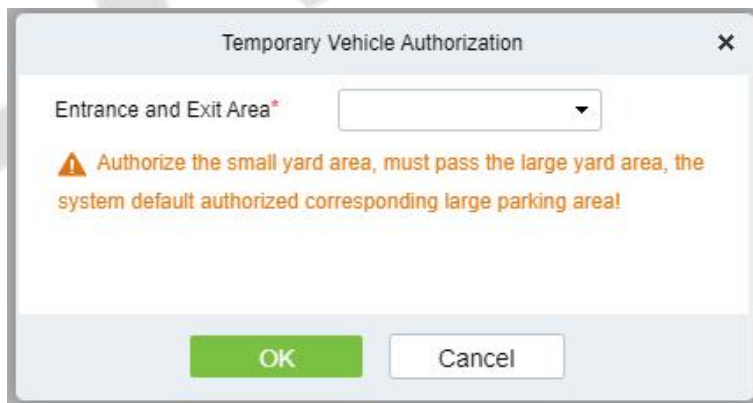 Temporary Vehicle Authorization
Entrance and Exit Area*
Authorize the small yard area, must pass the large yard area, the
system default authorized corresponding large parking area!
OK Cancel